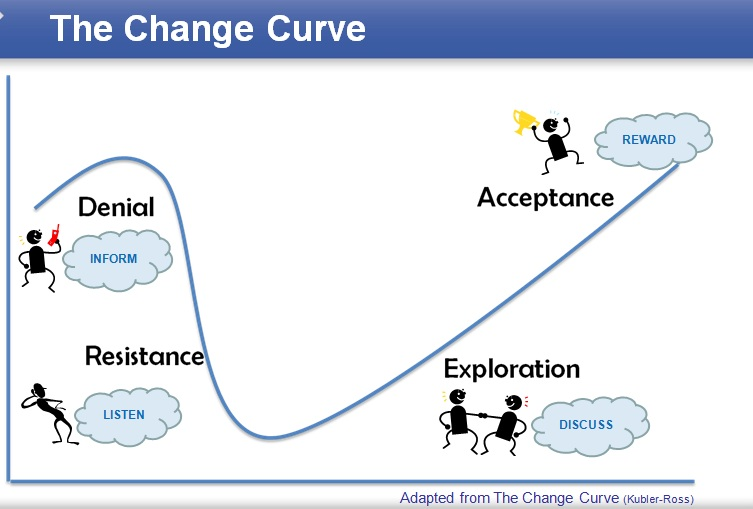 The Change Curve
REWARD
Acceptance
Denial
INFORM
Resistance
LISTEN
Exploration
DISCUSS
Adapted from The Change Curve (Kubler-Ross)